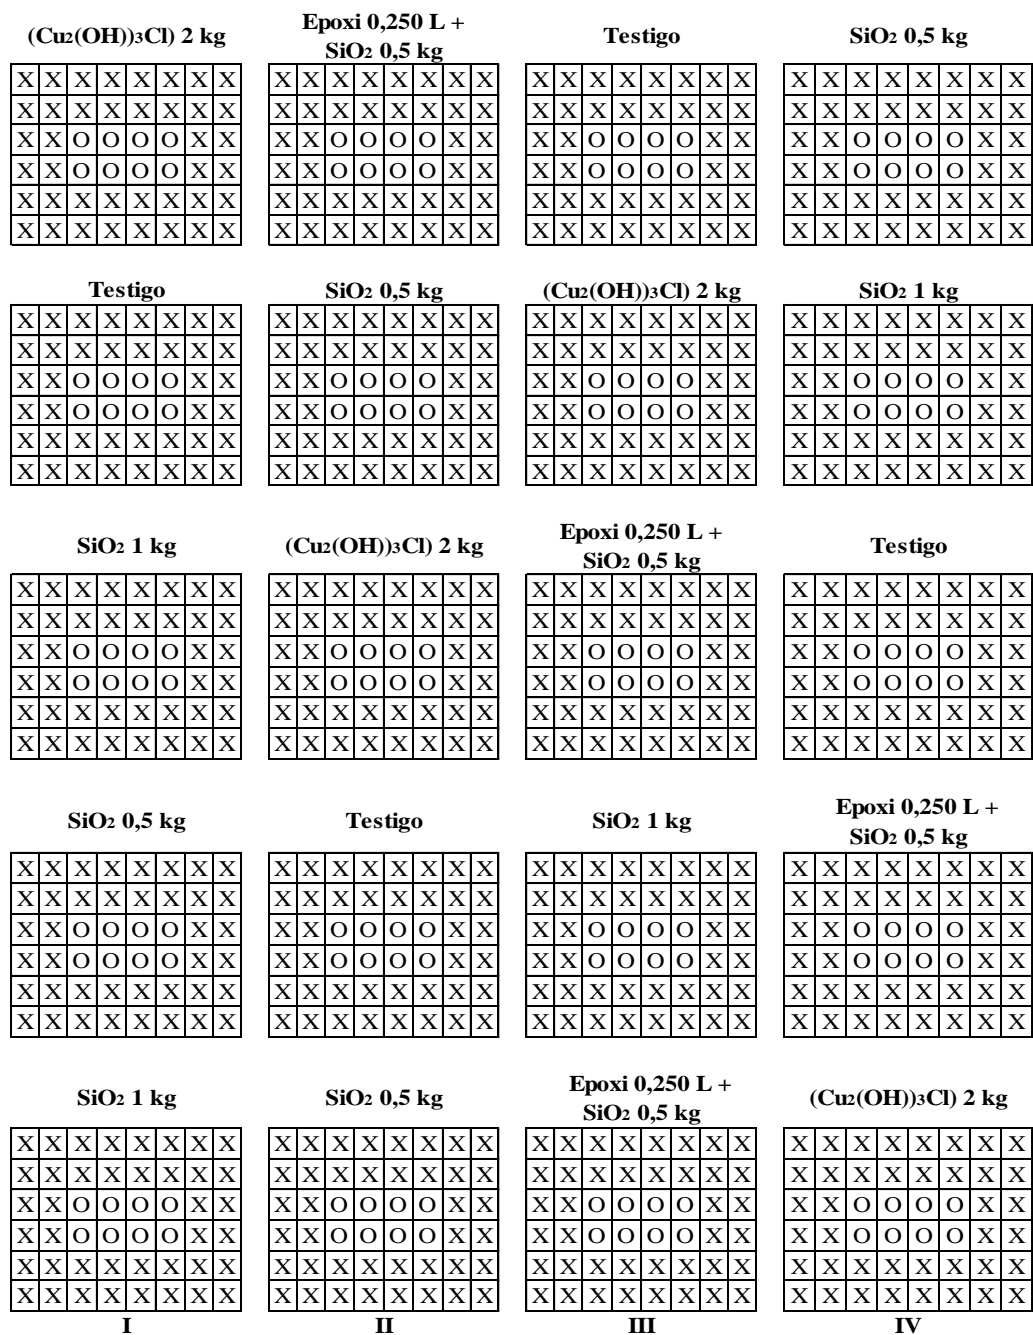 (Cu2(OH))3Cl) 2 kg
Epoxi 0,250 L +
SiO2 0,5 kg
Testigo
SiO2 0,5 kg
X X X X X X X X X X X X X X X X X X X X X X X X X X X X X X X X
X X X X X X X X X X X X X X X X X X X X X X X X X X X X X X X X
X X O O O O X X X X O O O O X X X X O O O O X X X X O O O O X X
X X O O O O X X X X O O O O X X X X O O O O X X X X O O O O X X
X X X X X X X X X X X X X X X X X X X X X X X X X X X X X X X X
X X X X X X X X X X X X X X X X X X X X X X X X X X X X X X X X
Testigo
SiO2 0,5 kg
(Cu2(OH))3Cl) 2 kg
SiO2 1 kg
X X X X X X X X X X X X X X X X X X X X X X X X X X X X X X X X
X X X X X X X X X X X X X X X X X X X X X X X X X X X X X X X X
X X O O O O X X X X O O O O X X X X O O O O X X X X O O O O X X
X X O O O O X X X X O O O O X X X X O O O O X X X X O O O O X X
X X X X X X X X X X X X X X X X X X X X X X X X X X X X X X X X
X X X X X X X X X X X X X X X X X X X X X X X X X X X X X X X X
SiO2 1 kg
(Cu2(OH))3Cl) 2 kg
Epoxi 0,250 L +
SiO2 0,5 kg
Testigo
X X X X X X X X X X X X X X X X X X X X X X X X X X X X X X X X
X X X X X X X X X X X X X X X X X X X X X X X X X X X X X X X X
X X O O O O X X X X O O O O X X X X O O O O X X X X O O O O X X
X X O O O O X X X X O O O O X X X X O O O O X X X X O O O O X X
X X X X X X X X X X X X X X X X X X X X X X X X X X X X X X X X
X X X X X X X X X X X X X X X X X X X X X X X X X X X X X X X X
SiO2 0,5 kg
Testigo
SiO2 1 kg
Epoxi 0,250 L +
SiO2 0,5 kg
X X X X X X X X X X X X X X X X X X X X X X X X X X X X X X X X
X X X X X X X X X X X X X X X X X X X X X X X X X X X X X X X X
X X O O O O X X X X O O O O X X X X O O O O X X X X O O O O X X
X X O O O O X X X X O O O O X X X X O O O O X X X X O O O O X X
X X X X X X X X X X X X X X X X X X X X X X X X X X X X X X X X
X X X X X X X X X X X X X X X X X X X X X X X X X X X X X X X X
SiO2 1 kg
SiO2 0,5 kg
Epoxi 0,250 L +
SiO2 0,5 kg
(Cu2(OH))3Cl) 2 kg
X X X X X X X X X X X X X X X X X X X X X X X X X X X X X X X X
X X X X X X X X X X X X X X X X X X X X X X X X X X X X X X X X
X X O O O O X X X X O O O O X X X X O O O O X X X X O O O O X X
X X O O O O X X X X O O O O X X X X O O O O X X X X O O O O X X
X X X X X X X X X X X X X X X X X X X X X X X X X X X X X X X X
X X X X X X X X X X X X X X X X X X X X X X X X X X X X X X X X
I II III IV